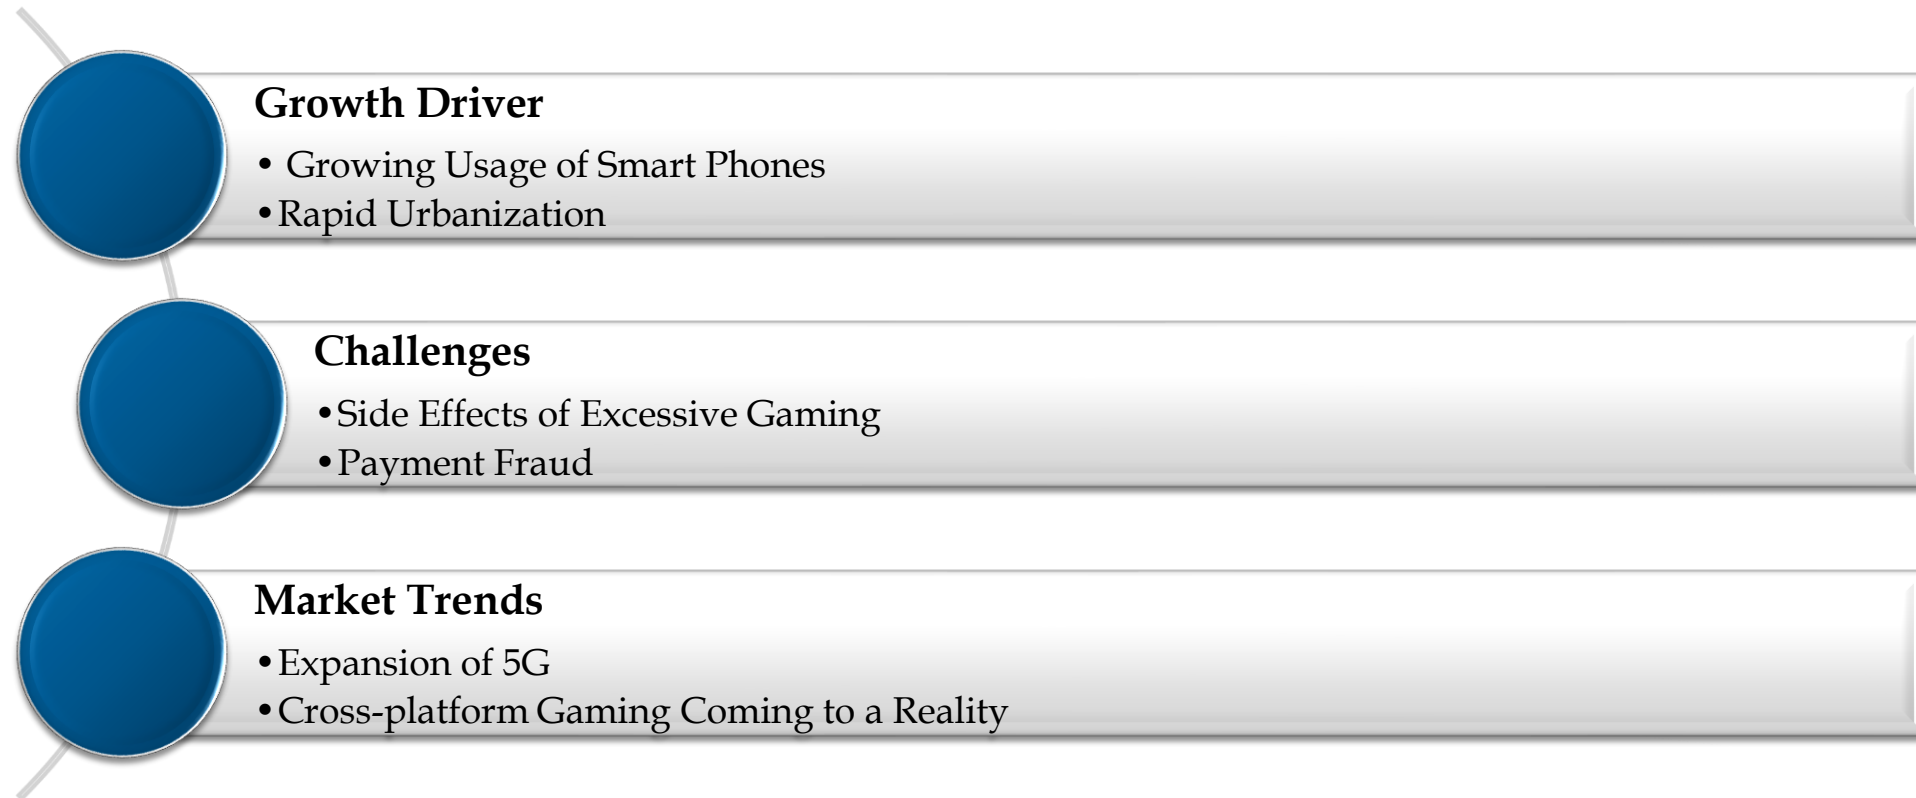 Growth Driver
• Growing Usage of Smart Phones
•Rapid Urbanization
Challenges
•Side Effects of Excessive Gaming
•Payment Fraud
Market Trends
•Expansion of 5G
•Cross-platform Gaming Coming to a Reality